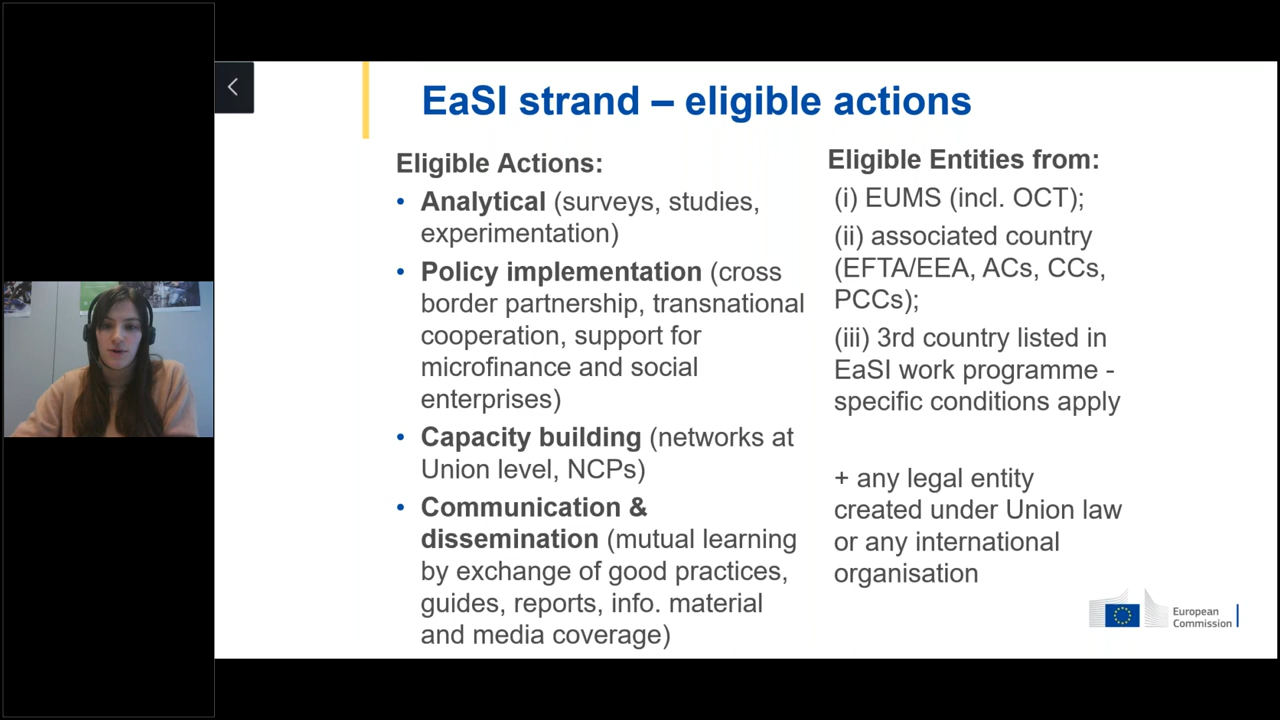 EaSI strand – eligible actions
Eligible Actions:
• Analytical (surveys, studies,
experimentation)
• Policy implementation (cross
border partnership, transnational
cooperation, support for
microfinance and social
enterprises)
• Capacity building (networks at
Union level, NCPs)
• Communication &
dissemination (mutual learning
by exchange of good practices,
guides, reports, info. material
and media coverage)
Eligible Entities from:
(i) EUMS (incl. OCT);
(ii) associated country
(EFTA/EEA, ACs, CCs,
PCCs);
(iii) 3rd country listed in
EaSI work programme -
specific conditions apply
+ any legal entity
created under Union law
or any international
organisation
European
Commission